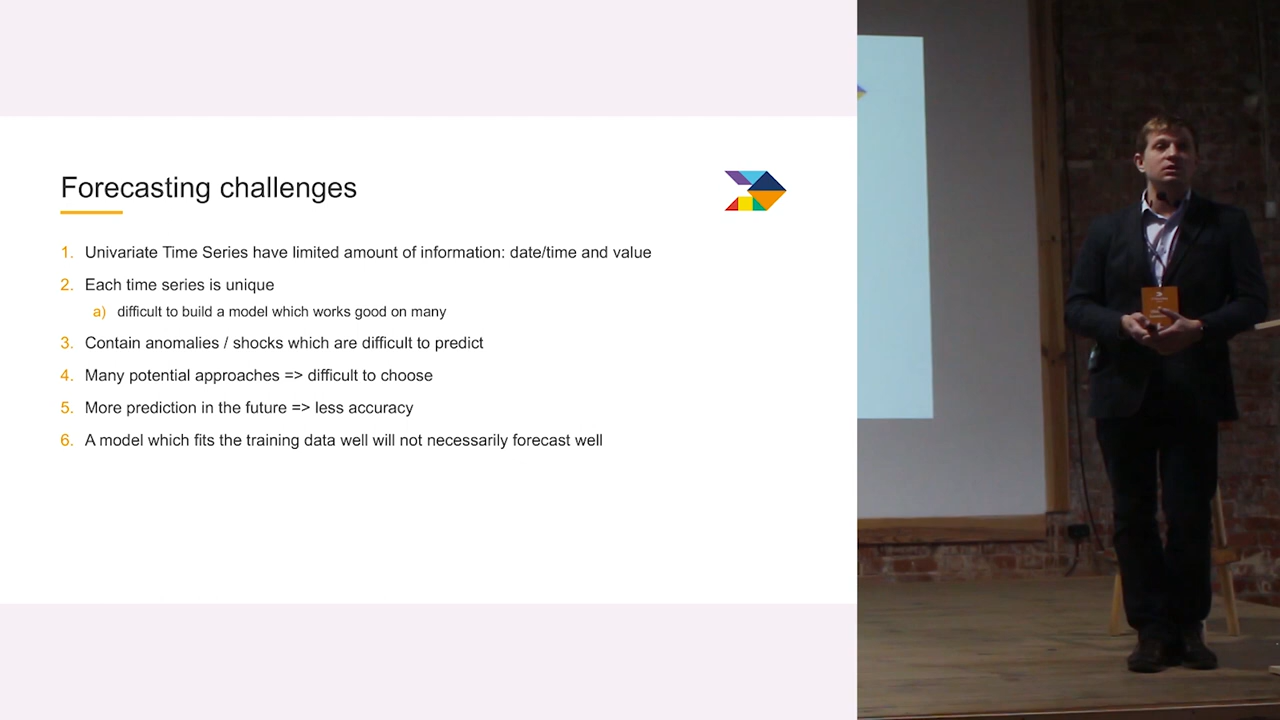 Forecasting challenges
1. Univariate Time Series have limited amount of information: date/time and value
2. Each time series is unique
a) difficult to build a model which works good on many
3. Contain anomalies / shocks which are difficult to predict
4. Many potential approaches => difficult to choose
5. More prediction in the future => less accuracy
6. A model which fits the training data well will not necessarily forecast well